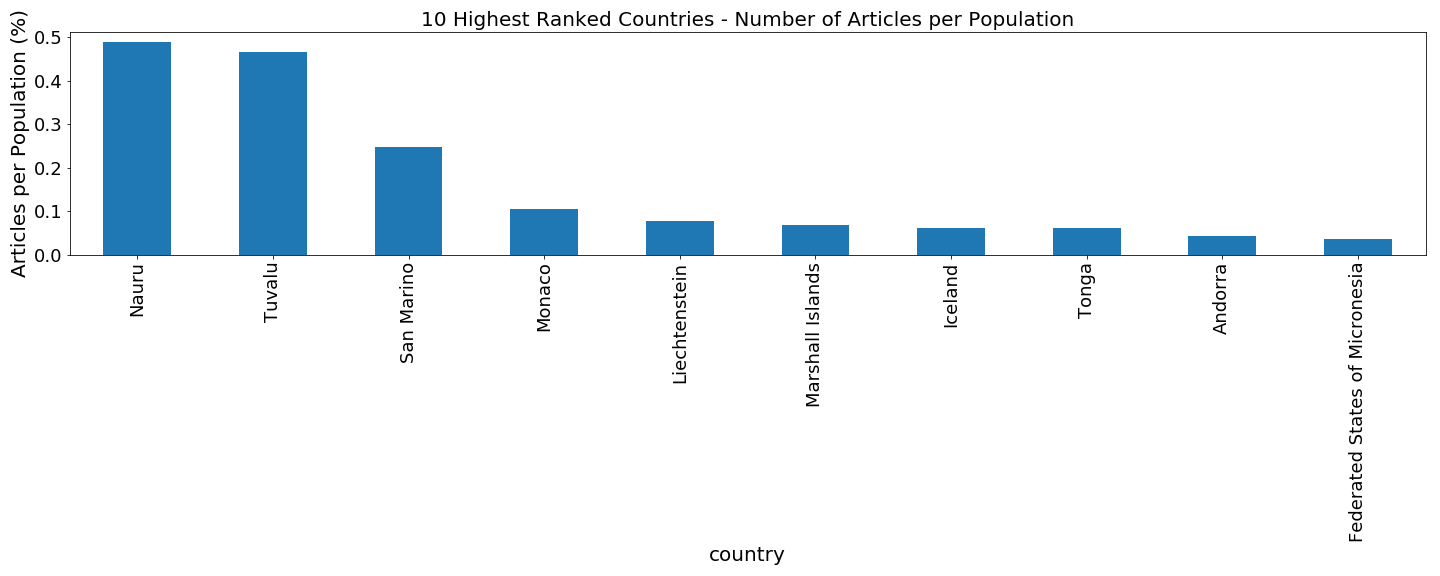 10 Highest Ranked Countries - Number of Articles per Population
Articles per Population (%)
0.5
0.4
0.3
0.2
0.1
0.0
Nauru
Tuvalu
San Marino
Monaco
Liechtenstein
Marshall Islands
Iceland
Tonga
Andorra
Federated States of Micronesia
country